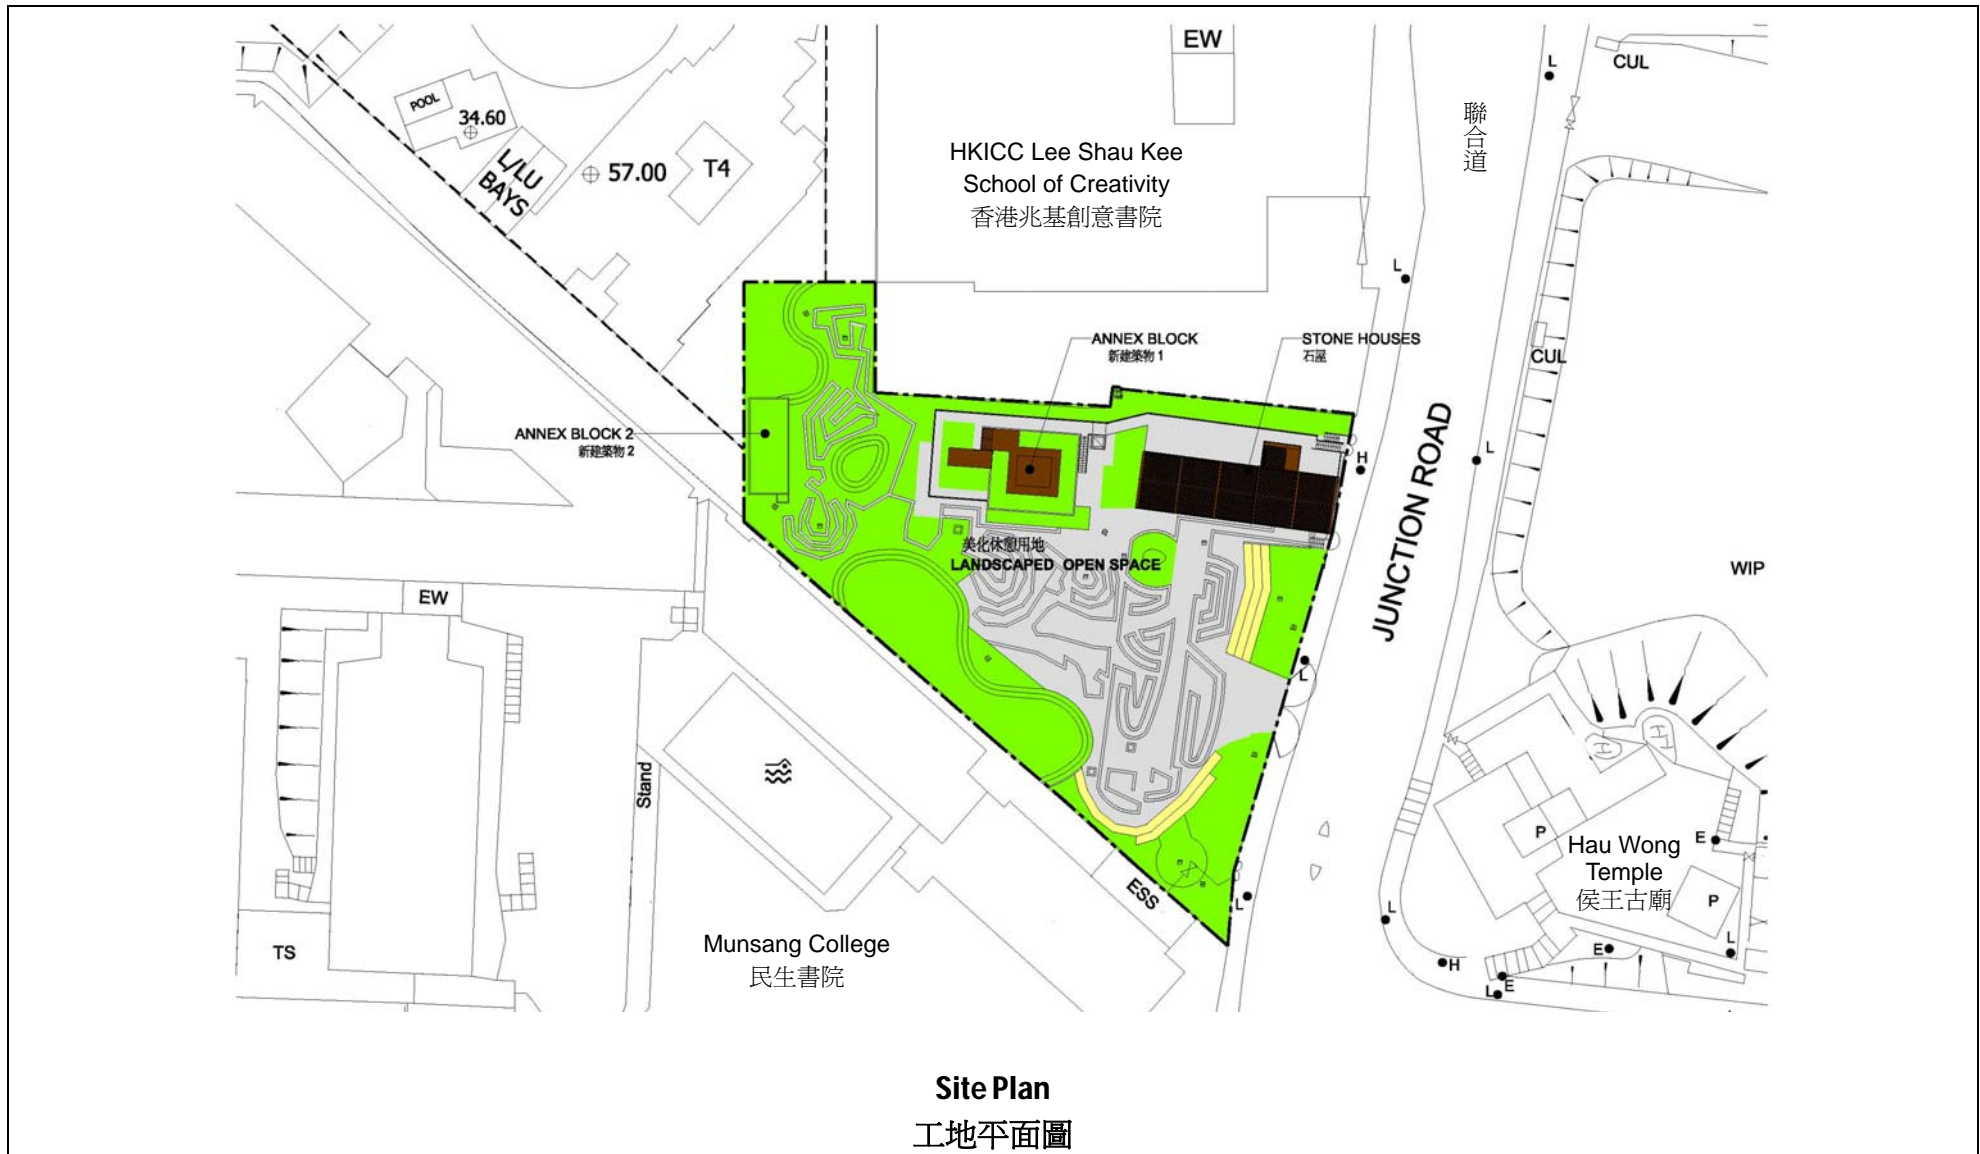 EW
CUL
L
聯合道
POOL
34.60
L/LU
BAYS
57.00
T4
HKICC Lee Shau Kee
School of Creativity
香港兆基創意書院
L
ANNEX BLOCK
新建築物 1
STONE HOUSES
石屋
CUL
ANNEX BLOCK 2
新建築物 2
H
L
JUNCTION ROAD
美化休憩用地
LANDSCAPED OPEN SPACE
WIP
EW
L
Stand
P
Hau Wong
Temple
侯王古廟
E
P
ESS
L
L
L
Munsang College
民生書院
TS
H
E
L
E
Site Plan
工地平面圖